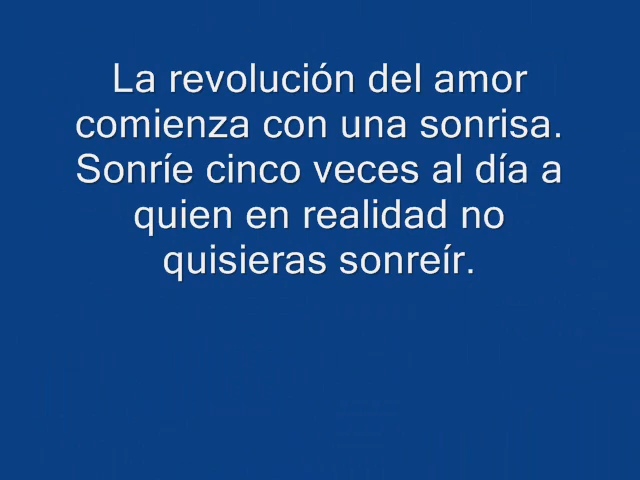 La revolución del amor
comienza con una sonrisa.
Sonríe cinco veces al día a
quien en realidad no
quisieras sonreír.